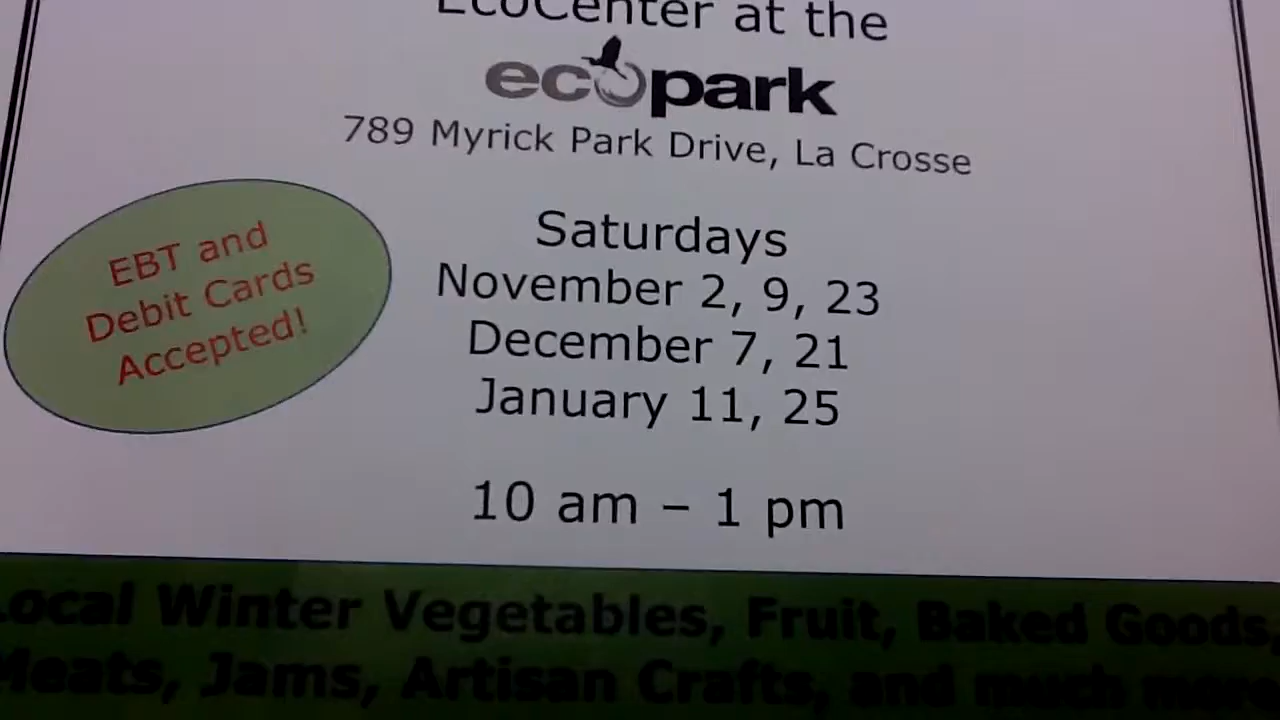 EcoCenter at the
ecopark
789 Myrick Park Drive, La Crosse
EBT and
Debit Cards
Accepted!
Saturdays
November 2, 9, 23
December 7, 21
January 11, 25
10 am – 1 pm
Local Winter Vegetables, Fruit, Baked Goods,
Meats, Jams, Artisan Crafts, and much more